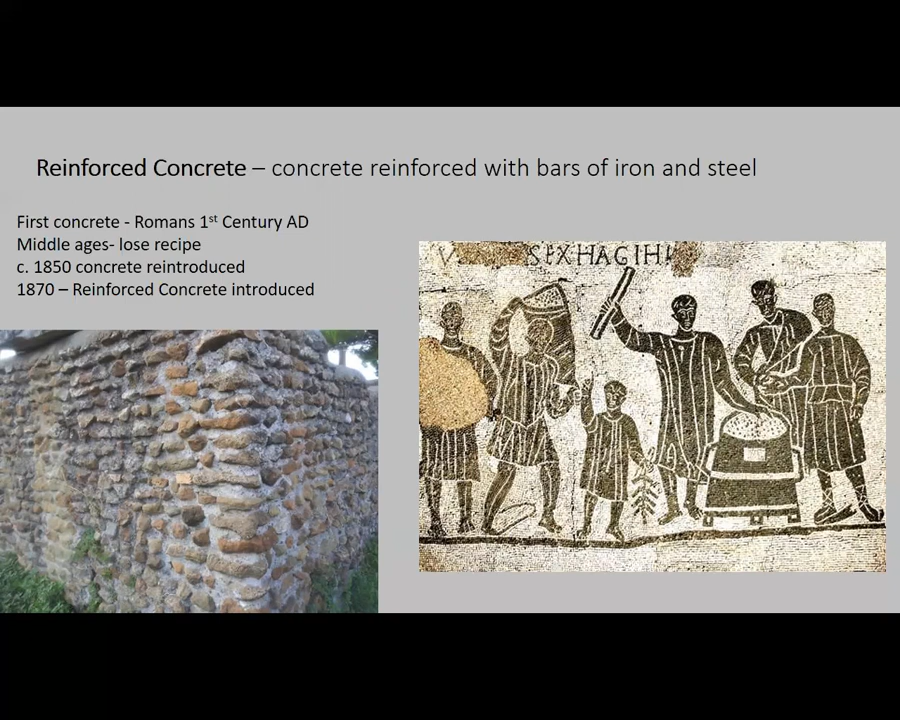 Reinforced Concrete – concrete reinforced with bars of iron and steel
First concrete - Romans 1st Century AD
Middle ages- lose recipe
c. 1850 concrete reintroduced
1870 – Reinforced Concrete introduced